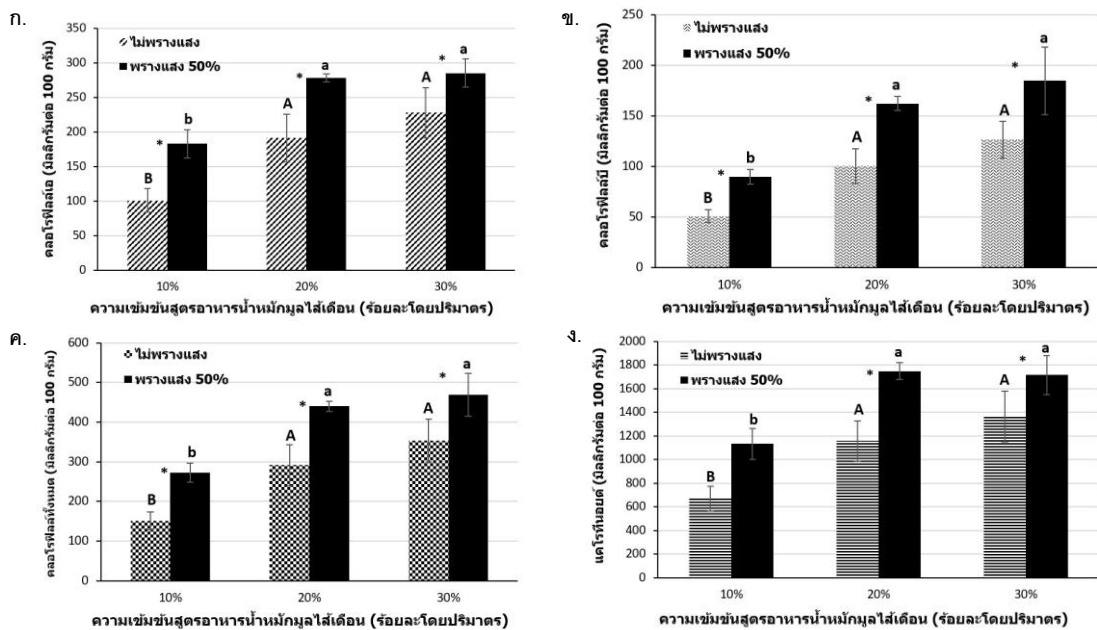 ก.
คลอโรฟิลล์เอ (มิลลิกรัมต่อ 100 กรัม)
350
300
250
200
150
100
50
0
ไม่พรางแสง
พรางแสง 50%
B
*
b
A
*
a
A
*
a
10%
20%
30%
ความเข้มข้นสูตรอาหารน้ำหมักมูลไส้เดือน (ร้อยละโดยปริมาตร)
ข.
คลอโรฟิลล์บี (มิลลิกรัมต่อ 100 กรัม)
250
200
150
100
50
0
ไม่พรางแสง
พรางแสง 50%
B
*
b
A
*
a
A
*
a
10%
20%
30%
ความเข้มข้นสูตรอาหารน้ำหมักมูลไส้เดือน (ร้อยละโดยปริมาตร)
ค.
คลอโรฟิลล์ทั้งหมด (มิลลิกรัมต่อ 100 กรัม)
600
500
400
300
200
100
0
ไม่พรางแสง
พรางแสง 50%
B
*
b
A
*
a
A
*
a
10%
20%
30%
ความเข้มข้นสูตรอาหารน้ำหมักมูลไส้เดือน (ร้อยละโดยปริมาตร)
ง.
แคโรทีนอยด์ (มิลลิกรัมต่อ 100 กรัม)
2000
1800
1600
1400
1200
1000
800
600
400
200
0
ไม่พรางแสง
พรางแสง 50%
B
b
A
*
a
A
*
a
10%
20%
30%
ความเข้มข้นสูตรอาหารน้ำหมักมูลไส้เดือน (ร้อยละโดยปริมาตร)